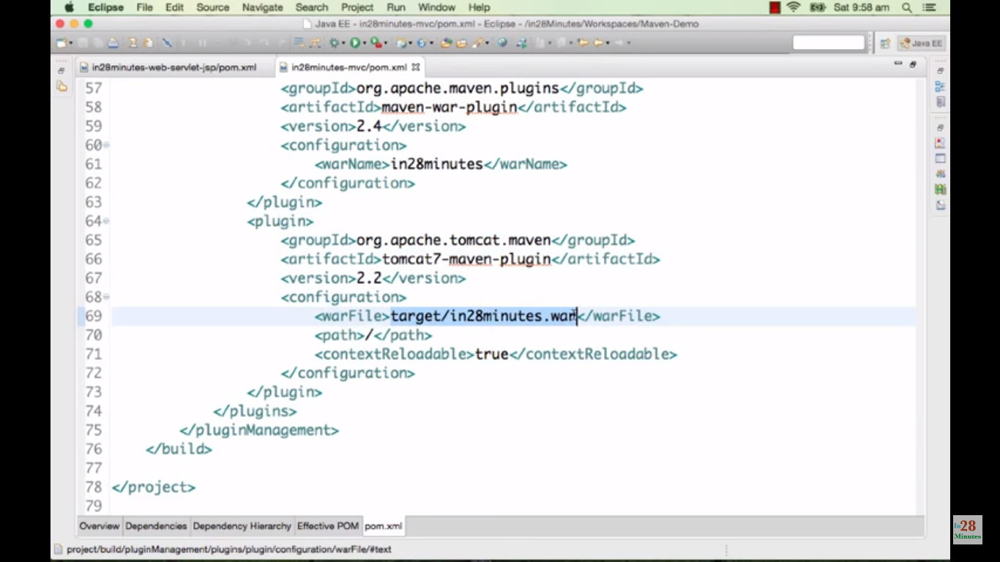 Eclipse File Edit Source Navigate Search Project Run Window Help Sat 9:58 am
Java EE - in28minutes-mvc/pom.xml - Eclipse - /in28Minutes/Workspaces/Maven-Demo
Java EE
in28minutes-web-servlet-jsp/pom.xml in28minutes-mvc/pom.xml
57 <groupId>org.apache.maven.plugins</groupId>
58 <artifactId>maven-war-plugin</artifactId>
59 <version>2.4</version>
60 <configuration>
61 <warName>in28minutes</warName>
62 </configuration>
63 </plugin>
64 <plugin>
65 <groupId>org.apache.tomcat.maven</groupId>
66 <artifactId>tomcat7-maven-plugin</artifactId>
67 <version>2.2</version>
68 <configuration>
69 <warFile>target/in28minutes.war</warFile>
70 <path>/</path>
71 <contextReloadable>true</contextReloadable>
72 </configuration>
73 </plugin>
74 </plugins>
75 </pluginManagement>
76 </build>
77
78 </project>
79
Overview Dependencies Dependency Hierarchy Effective POM pom.xml
project/build/pluginManagement/plugins/plugin/configuration/warFile/#text
In28
Minutes